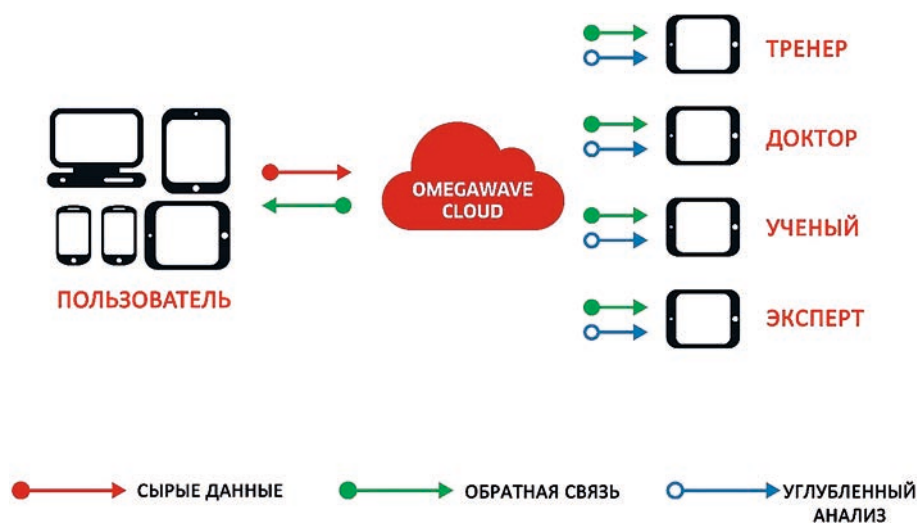 ТРЕНЕР
ДОКТОР
OMEGAWAVE
CLOUD
УЧЕНЫЙ
ПОЛЬЗОВАТЕЛЬ
ЭКСПЕРТ
СЫРЫЕ ДАННЫЕ
ОБРАТНАЯ СВЯЗЬ
УГЛУБЛЕННЫЙ
АНАЛИЗ